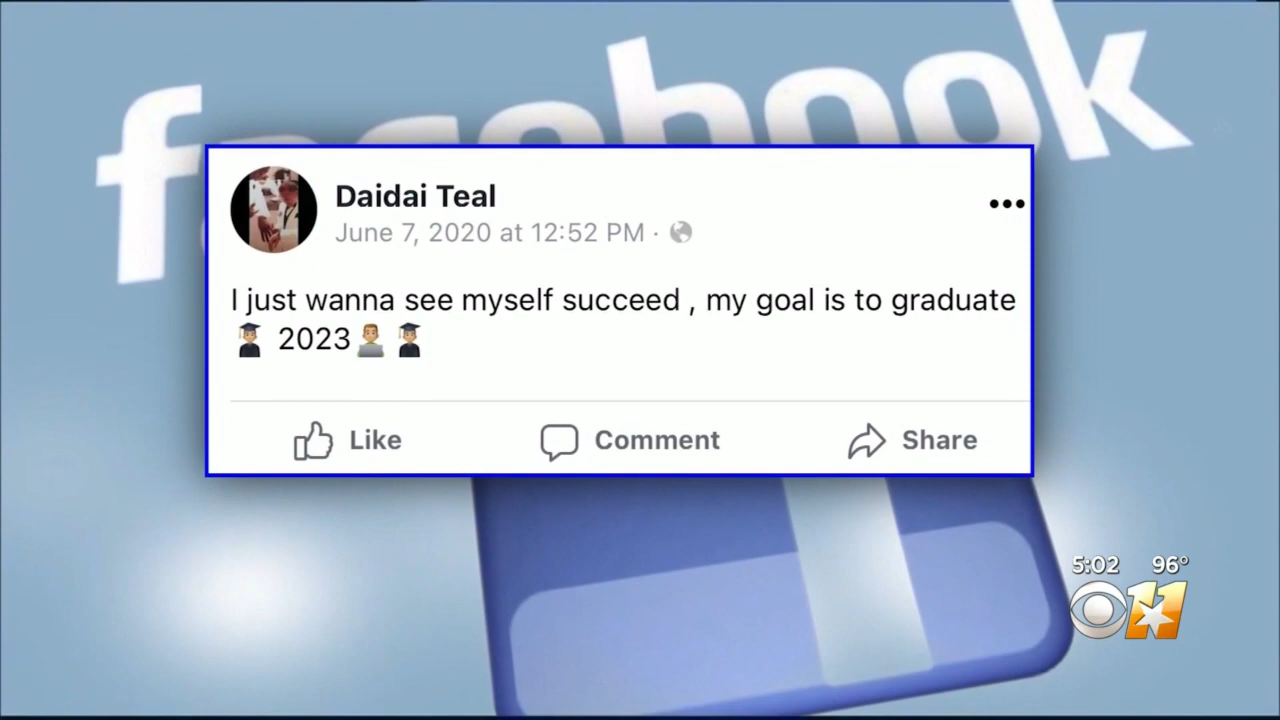 facebook
Daidai Teal
June 7, 2020 at 12:52 PM ·
I just wanna see myself succeed , my goal is to graduate
👨🏼‍🎓 2023👨🏼‍💻👨🏼‍🎓
Like Comment Share
5:02 96°
11